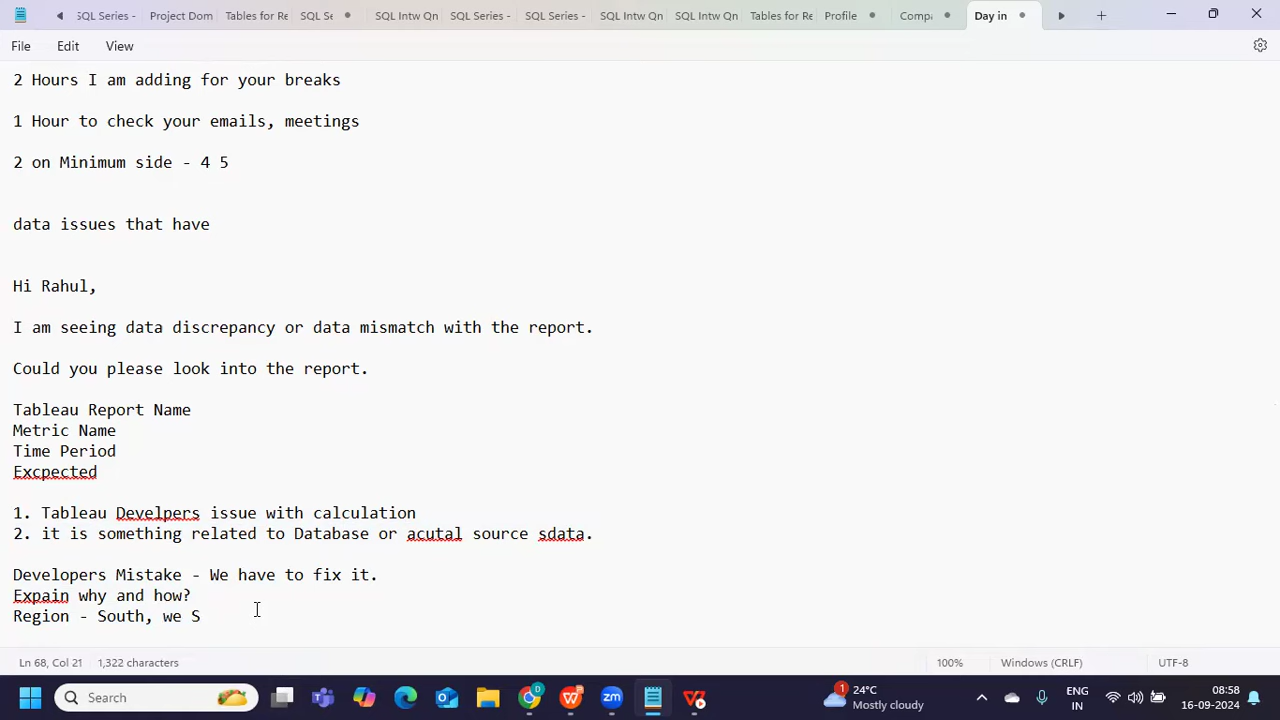 SQL Series -
Project Dom
Tables for Re
SQL Se
SQL Intw Qn
SQL Series -
SQL Series -
SQL Intw Qn
SQL Intw Qn
Tables for Re
Profile
Compa
Day in
File Edit View
2 Hours I am adding for your breaks
1 Hour to check your emails, meetings
2 on Minimum side - 4 5
data issues that have
Hi Rahul,
I am seeing data discrepancy or data mismatch with the report.
Could you please look into the report.
Tableau Report Name
Metric Name
Time Period
Excpected
1. Tableau Develpers issue with calculation
2. it is something related to Database or acutal source sdata.
Developers Mistake - We have to fix it.
Expain why and how?
Region - South, we S
Ln 68, Col 21 1,322 characters 100% Windows (CRLF) UTF-8
Search
1
24°C
Mostly cloudy
ENG
IN
08:58
16-09-2024